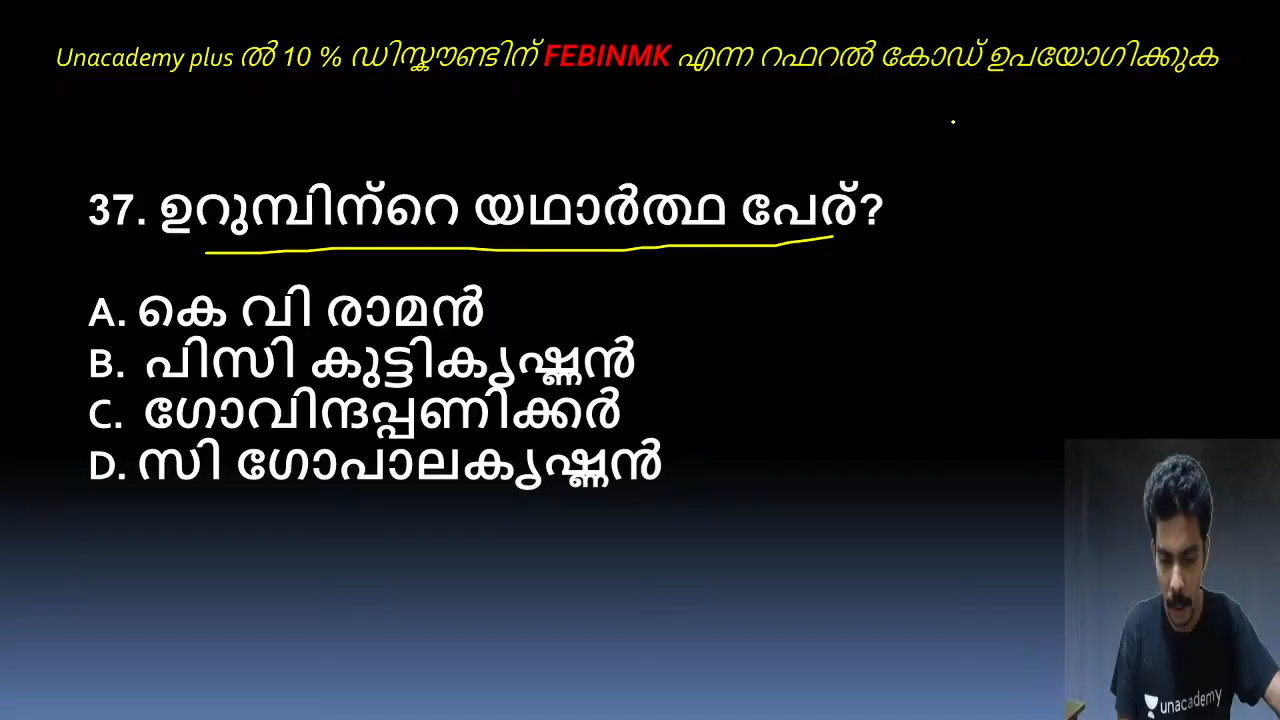 Unacademy plus ൽ 10 % ഡിസ്കൗണ്ടിന് FEBINMK എന്ന റഫറൽ കോഡ് ഉപയോഗിക്കുക
37. ഉറുമ്പിന്റെ യഥാർത്ഥ പേര്?
A. കെ വി രാമൻ
B. പിസി കുട്ടികൃഷ്ണൻ
C. ഗോവിന്ദപ്പണിക്കർ
D. സി ഗോപാലകൃഷ്ണൻ
unacademy